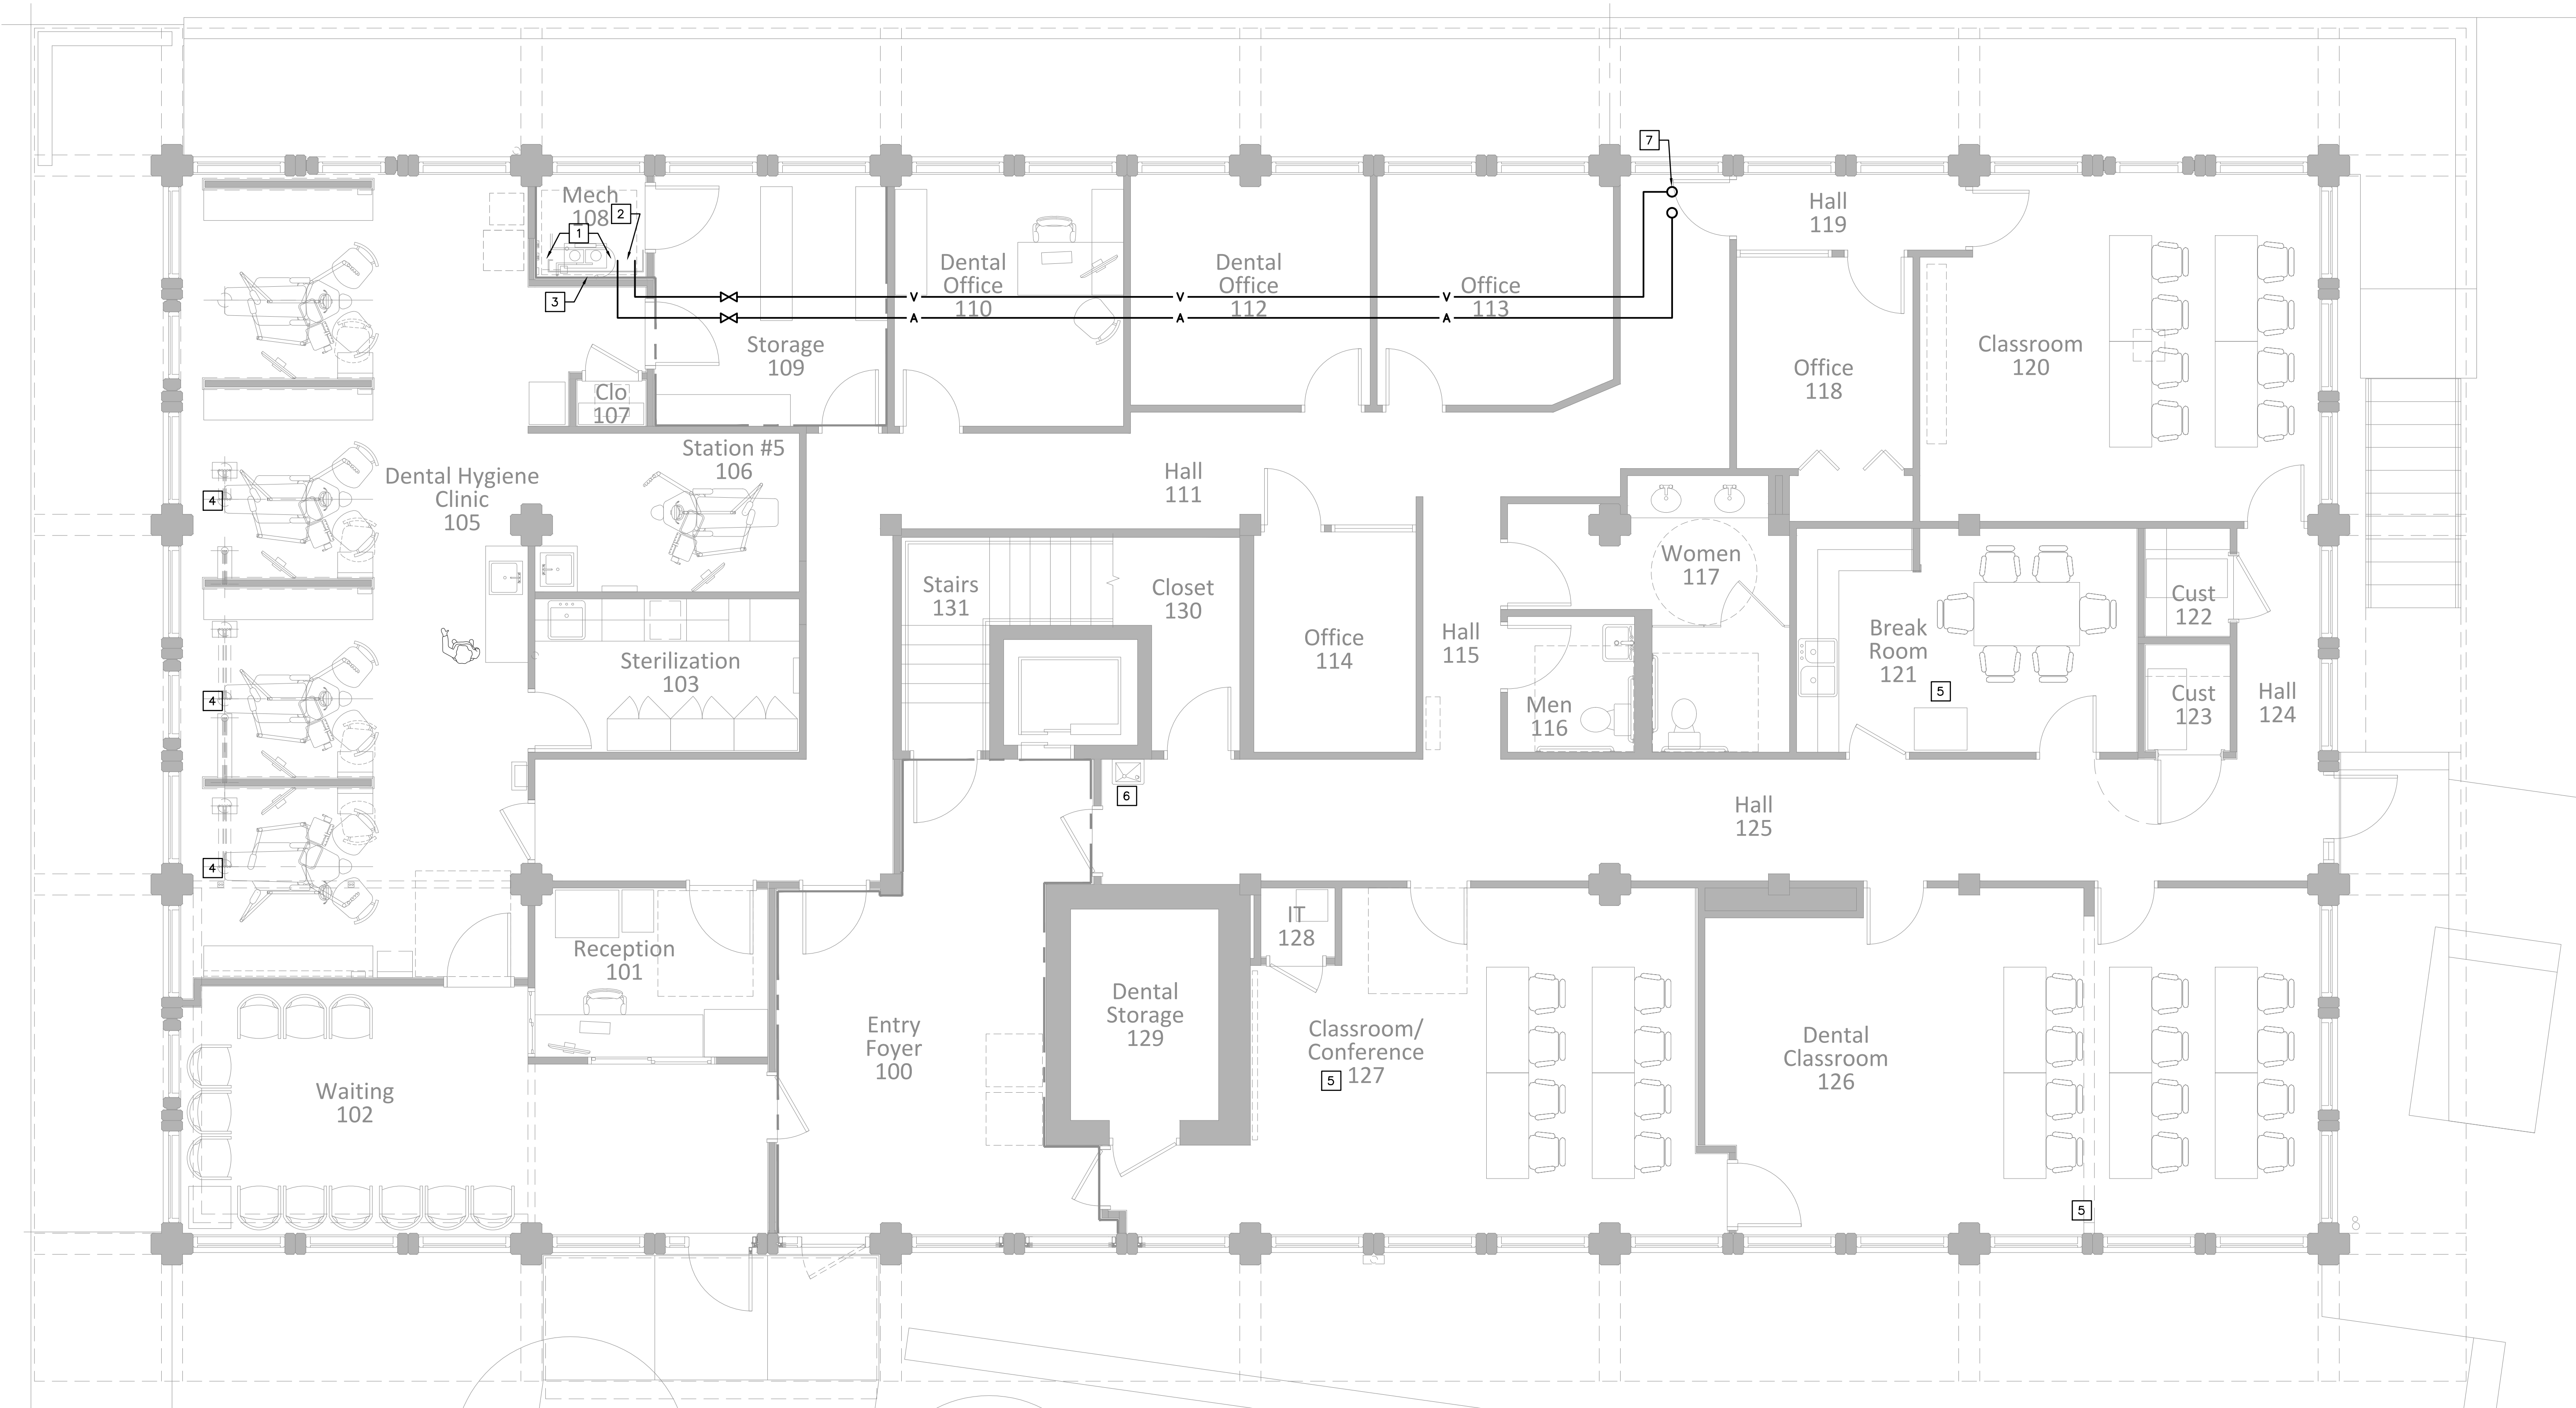 7
Mech
108
2
1
3
Hall
119
Dental
Office
110
Dental
Office
112
Office
113
V
V
V
A
A
A
Storage
109
Clo
107
Office
118
Classroom
120
Station #5
106
Dental Hygiene
Clinic
105
4
Hall
111
Women
117
Stairs
131
Closet
130
Cust
122
Sterilization
103
Office
114
Hall
115
Break
Room
121
5
Men
116
Cust
123
Hall
124
4
6
Hall
125
4
Reception
101
IT
128
Entry
Foyer
100
Dental
Storage
129
Classroom/
Conference
127
5
Dental
Classroom
126
Waiting
102
5